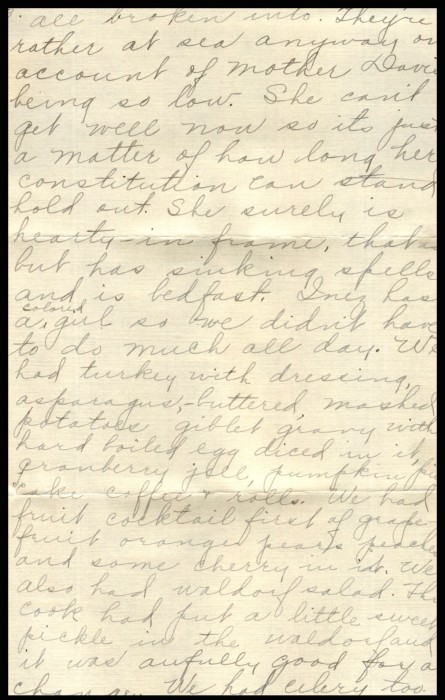 all broken into. They're
rather at sea anyway on
account of Mother Davis
being so low. She can't
get well now so its just
a matter of how long her
constitution can stand
hold out. She surely is
hearty-in frame, that is
but has sinking spells
and is bedfast. Inez has
colored
a girl so we didn't have
to do much all day. We
had turkey with dressing,
asparagus,-buttered, mashed
potatoes giblet gravy with
hard boiled egg diced in it,
cranberry jell, pumpkin pie
cake coffee & rolls. We had
fruit cocktail first of grape-
fruit oranges pears peaches
and some cherry in it. We
also had waldorf salad. The
cook had put a little sweet
pickle in the waldorf and
it was awfully good for a
change. We had celery too